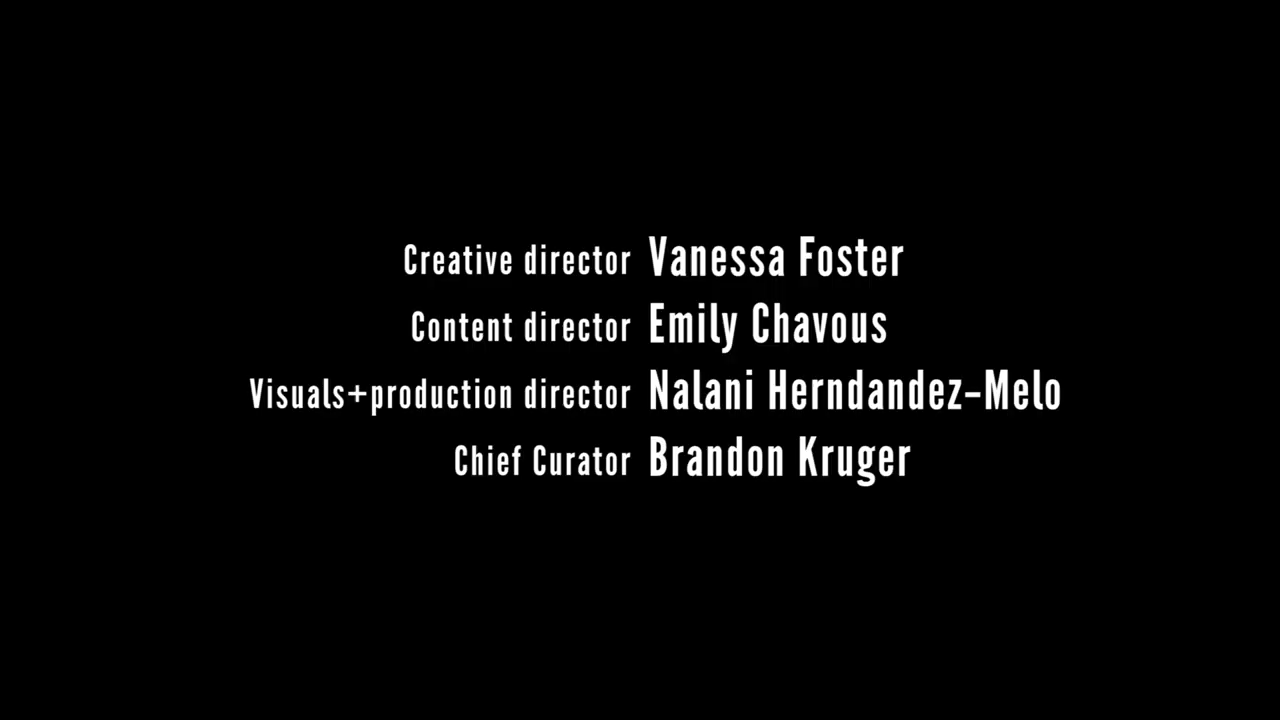 Creative director Vanessa Foster
Content director Emily Chavous
Visuals+production director Nalani Herndandez-Melo
Chief Curator Brandon Kruger